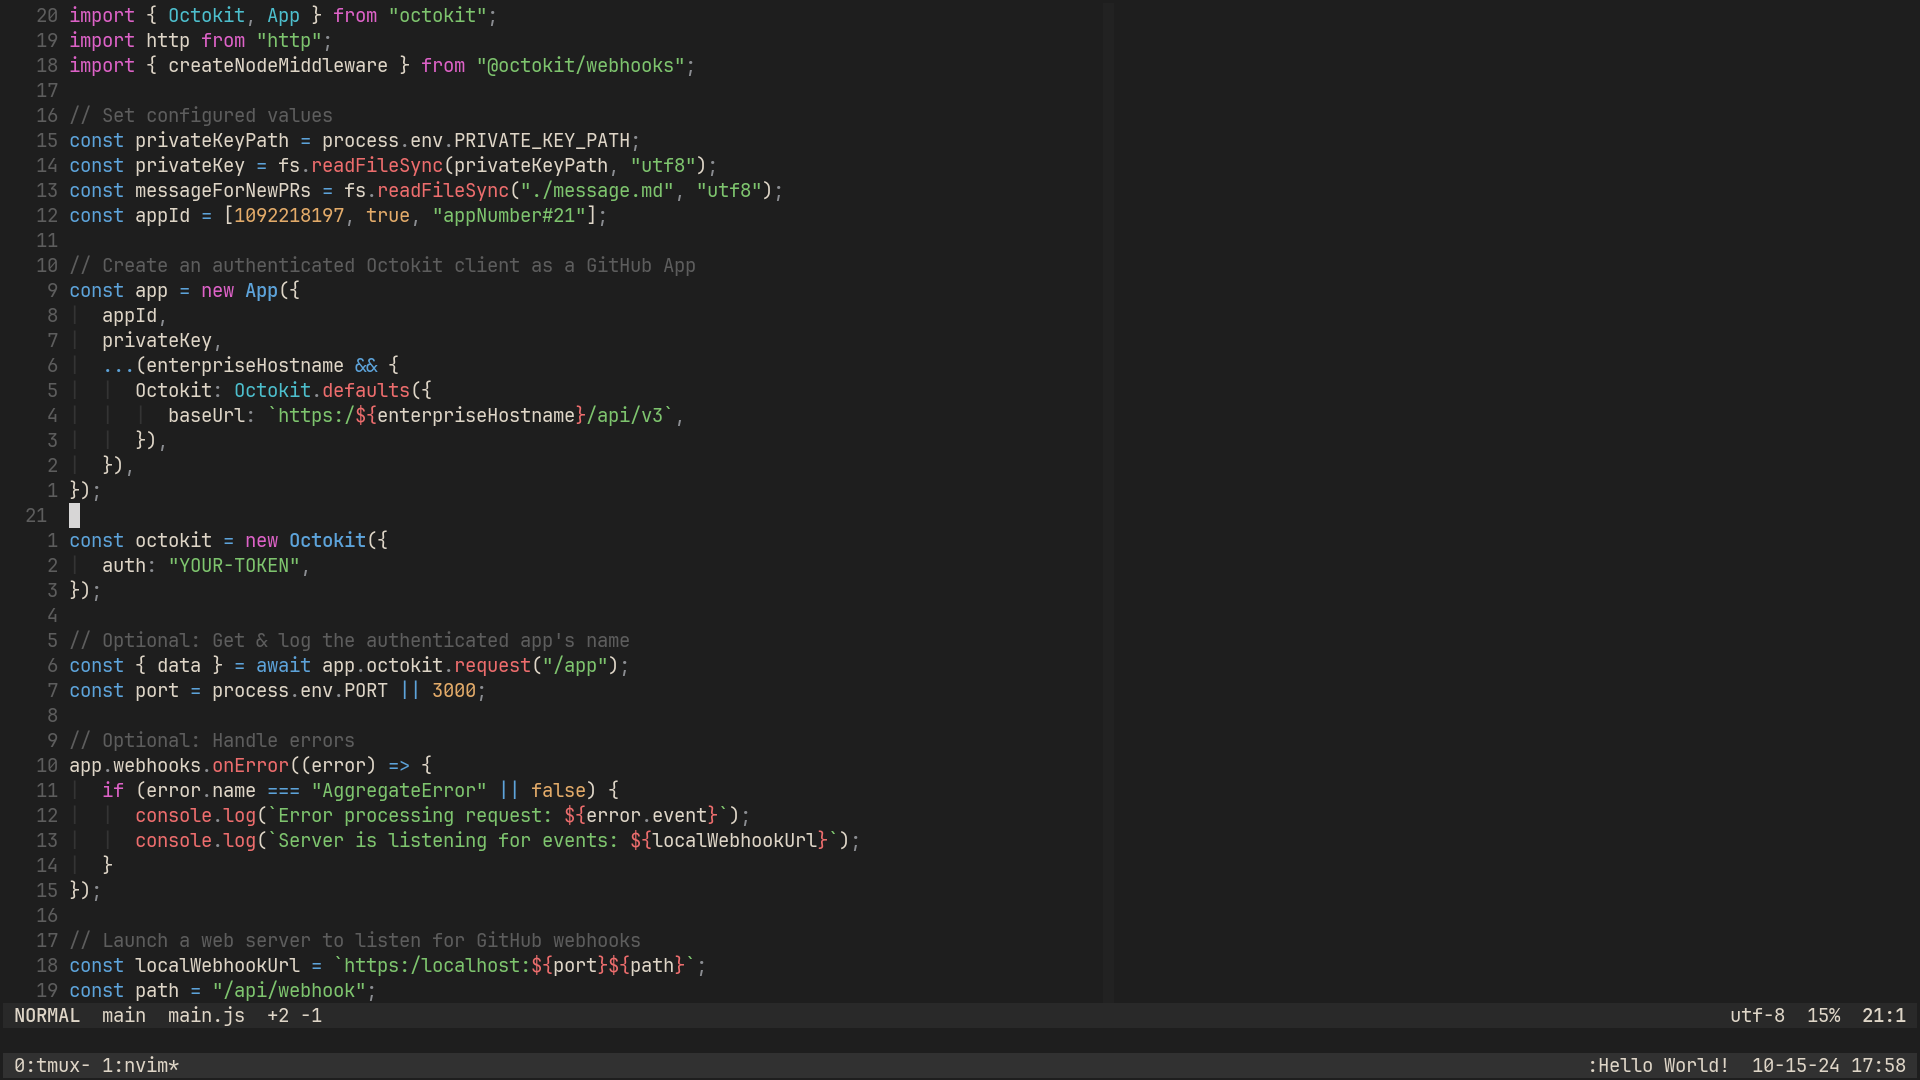 20 import { Octokit, App } from "octokit";
19 import http from "http";
18 import { createNodeMiddleware } from "@octokit/webhooks";
17
16 // Set configured values
15 const privateKeyPath = process.env.PRIVATE_KEY_PATH;
14 const privateKey = fs.readFileSync(privateKeyPath, "utf8");
13 const messageForNewPRs = fs.readFileSync("./message.md", "utf8");
12 const appId = [1092218197, true, "appNumber#21"];
11
10 // Create an authenticated Octokit client as a GitHub App
9 const app = new App({
8   appId,
7   privateKey,
6   ...(enterpriseHostname && {
5     Octokit: Octokit.defaults({
4       baseUrl: `https:/${enterpriseHostname}/api/v3`,
3     }),
2   }),
1 });
21
1 const octokit = new Octokit({
2   auth: "YOUR-TOKEN",
3 });
4
5 // Optional: Get & log the authenticated app's name
6 const { data } = await app.octokit.request("/app");
7 const port = process.env.PORT || 3000;
8
9 // Optional: Handle errors
10 app.webhooks.onError((error) => {
11   if (error.name === "AggregateError" || false) {
12     console.log(`Error processing request: ${error.event}`);
13     console.log(`Server is listening for events: ${localWebhookUrl}`);
14   }
15 });
16
17 // Launch a web server to listen for GitHub webhooks
18 const localWebhookUrl = `https:/localhost:${port}${path}`;
19 const path = "/api/webhook";
NORMAL  main  main.js  +2 -1  utf-8  15%  21:1
0:tmux- 1:nvim*  :Hello World!  10-15-24 17:58